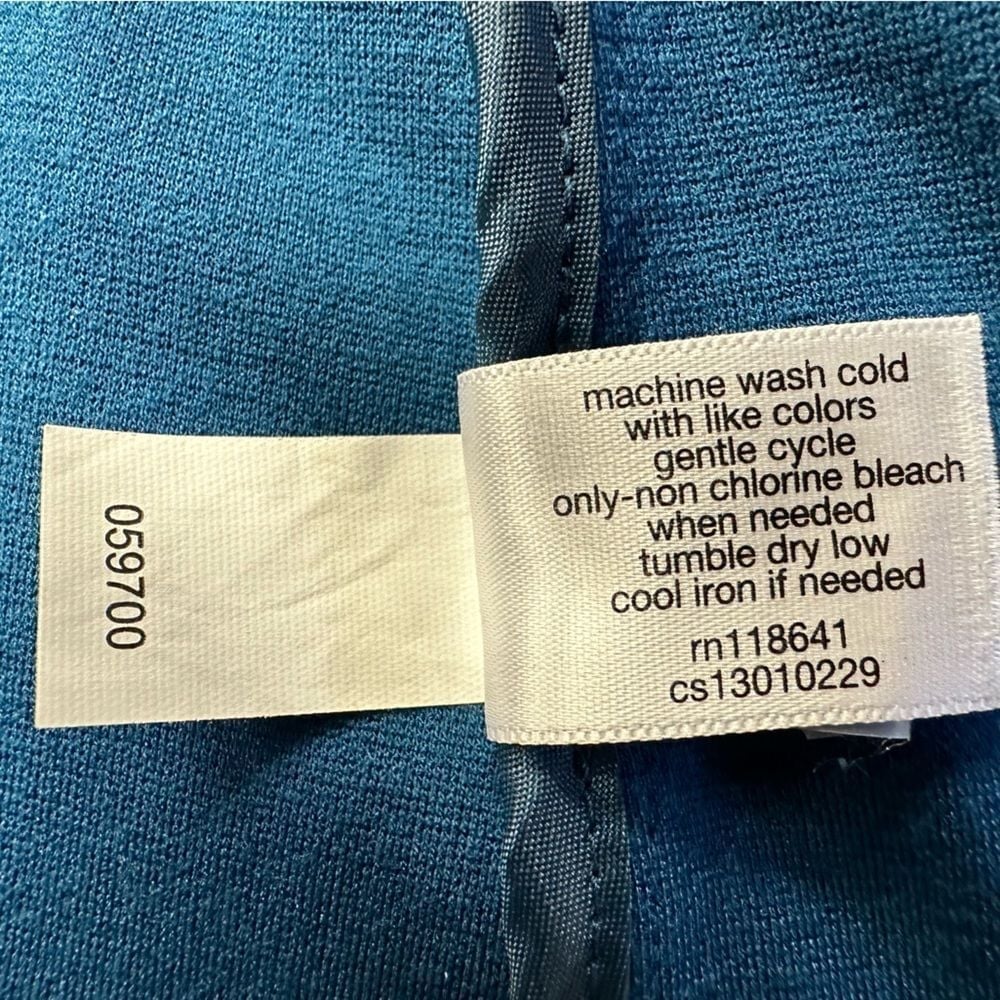 059700
machine wash cold
with like colors
gentle cycle
only-non chlorine bleach
when needed
tumble dry low
cool iron if needed
rn118641
cs13010229